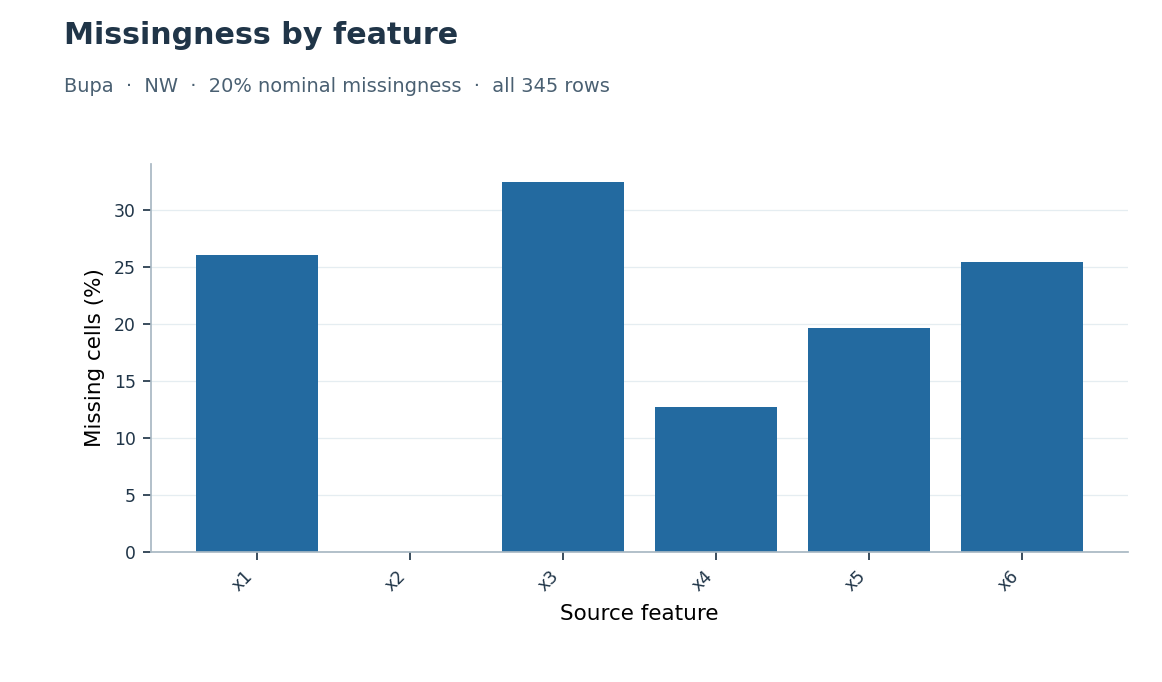 Missingness by feature
Bupa · NW · 20% nominal missingness · all 345 rows
Missing cells (%)
30
25
20
15
10
5
0
x1 x2 x3 x4 x5 x6
Source feature